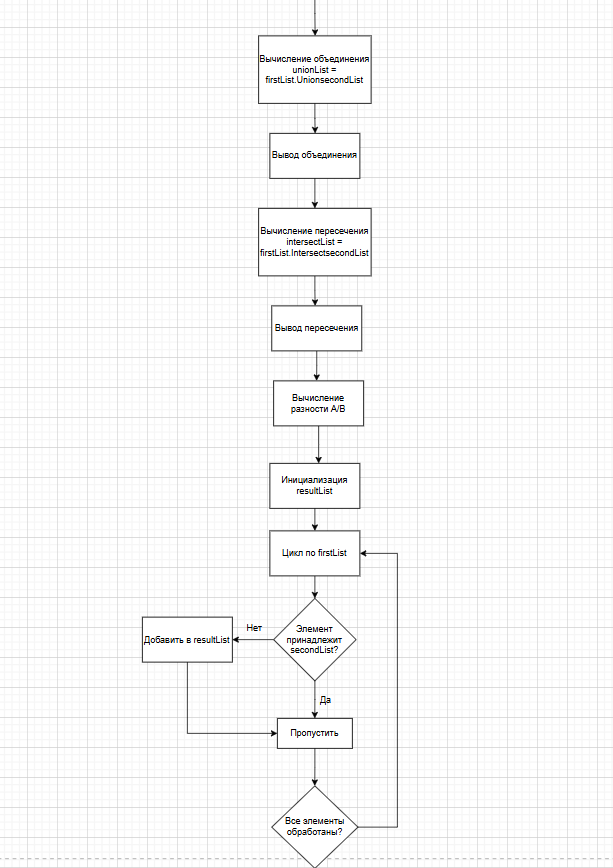 Вычисление объединения
unionList =
firstList.UnionsecondList
Вывод объединения
Вычисление пересечения
intersectList =
firstList.IntersectsecondList
Вывод пересечения
Вычисление
разности A/B
Инициализация
resultList
Цикл по firstList
Элемент
принадлежит
secondList?
Нет
Добавить в resultList
Да
Пропустить
Все элементы
обработаны?